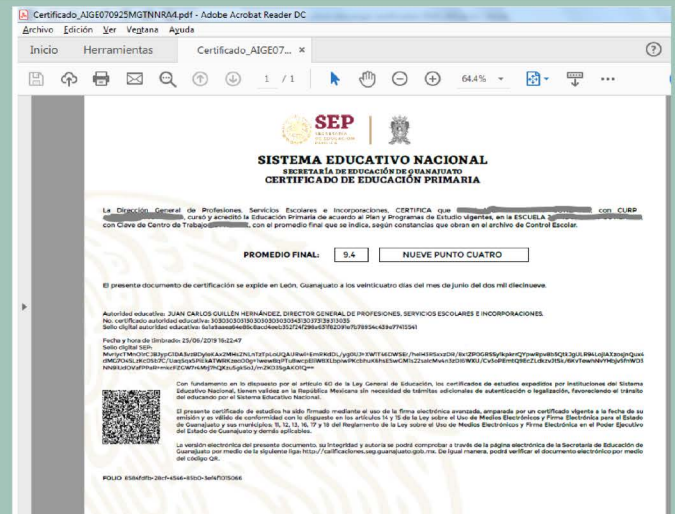 Certificado_AIGE070925MGTNNRA4.pdf - Adobe Acrobat Reader DC
Archivo Edición Ver Ventana Ayuda
Inicio Herramientas Certificado_AIGE07... ×
1 / 1 64.4%
SEP
SECRETARÍA DE EDUCACIÓN PÚBLICA
SISTEMA EDUCATIVO NACIONAL
SECRETARÍA DE EDUCACIÓN DE GUANAJUATO
CERTIFICADO DE EDUCACIÓN PRIMARIA
La Dirección General de Profesiones, Servicios Escolares e Incorporaciones, CERTIFICA que con CURP
, cursó y acreditó la Educación Primaria de acuerdo al Plan y Programas de Estudio vigentes, en la ESCUELA
con Clave de Centro de Trabajo , con el promedio final que se indica, según constancias que obran en el archivo de Control Escolar.
PROMEDIO FINAL: 9.4 NUEVE PUNTO CUATRO
El presente documento de certificación se expide en León, Guanajuato a los veinticuatro días del mes de junio del dos mil diecinueve.
Autoridad educativa: JUAN CARLOS GUILLÉN HERNÁNDEZ, DIRECTOR GENERAL DE PROFESIONES, SERVICIOS ESCOLARES E INCORPORACIONES.
No. certificado autoridad educativa:
Sello digital autoridad educativa:
Fecha y hora de timbrado: 25/06/2019 16:22:47
Sello digital SEP:
Con fundamento en lo dispuesto por el artículo 60 de la Ley General de Educación, los certificados de estudios expedidos por instituciones del Sistema
Educativo Nacional, tienen validez en la República Mexicana sin necesidad de trámites adicionales de autenticación o legalización, favoreciendo el tránsito
del educando por el Sistema Educativo Nacional.
El presente certificado de estudios ha sido firmado mediante el uso de la firma electrónica avanzada, amparada por un certificado vigente a la fecha de su
emisión y es válido de conformidad con lo dispuesto en los artículos 14 y 15 de la Ley sobre el Uso de Medios Electrónicos y Firma Electrónica para el Estado
de Guanajuato y sus municipios; 11, 12, 13, 16, 17 y 19 del Reglamento de la Ley sobre el Uso de Medios Electrónicos y Firma Electrónica en el Poder Ejecutivo
del Estado de Guanajuato y demás aplicables.
La versión electrónica del presente documento, su integridad y autoría se podrá comprobar a través de la página electrónica de la Secretaría de Educación de
Guanajuato por medio de la siguiente liga: http://calificaciones.seg.guanajuato.gob.mx. De igual manera, podrá verificar el documento electrónico por medio
del código QR.
FOLIO